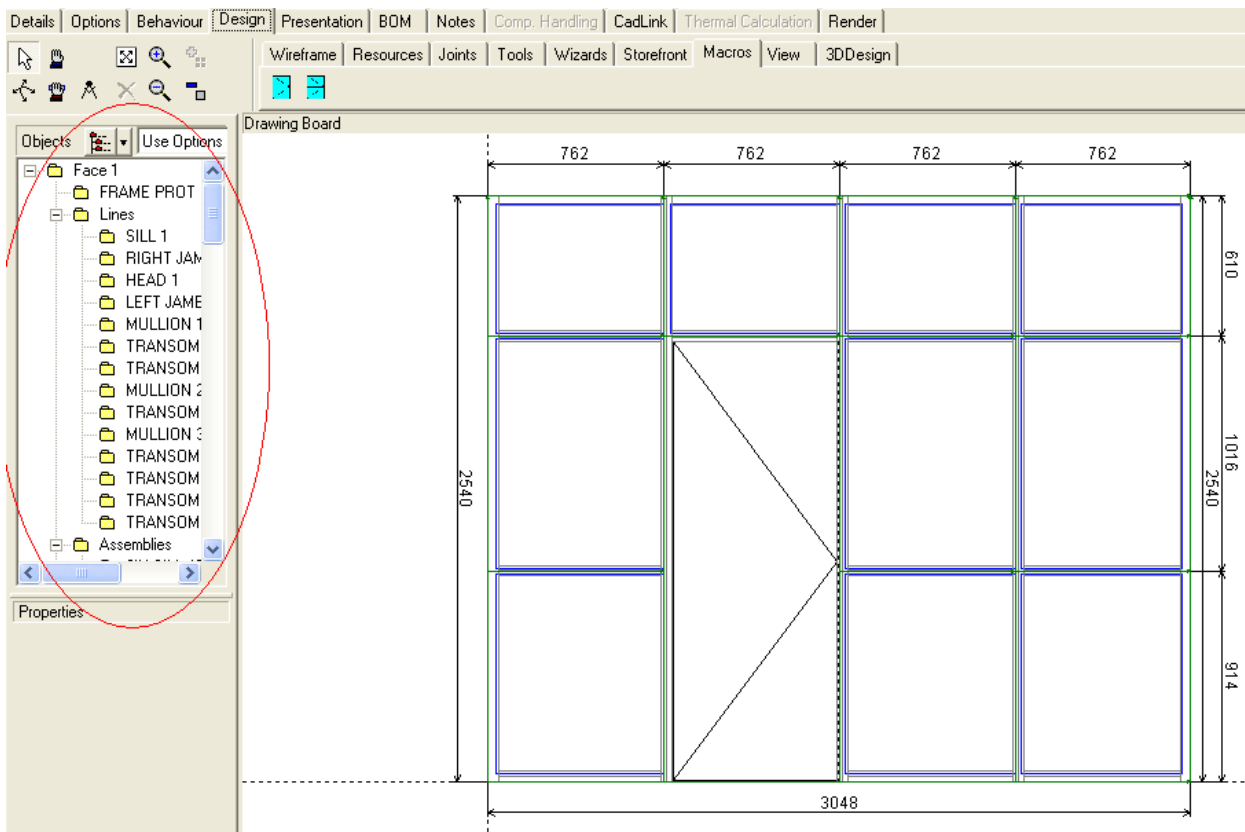 Details Options Behaviour Design Presentation BOM Notes Comp. Handling CadLink Thermal Calculation Render
Wireframe Resources Joints Tools Wizards Storefront Macros View 3DDesign
Objects Use Options
Face 1
FRAME PROT
Lines
SILL 1
RIGHT JAM
HEAD 1
LEFT JAMB
MULLION 1
TRANSOM
TRANSOM
MULLION 2
TRANSOM
MULLION 3
TRANSOM
TRANSOM
TRANSOM
TRANSOM
Assemblies
Properties
Drawing Board
762 762 762 762
2540
610
1016
2540
914
3048